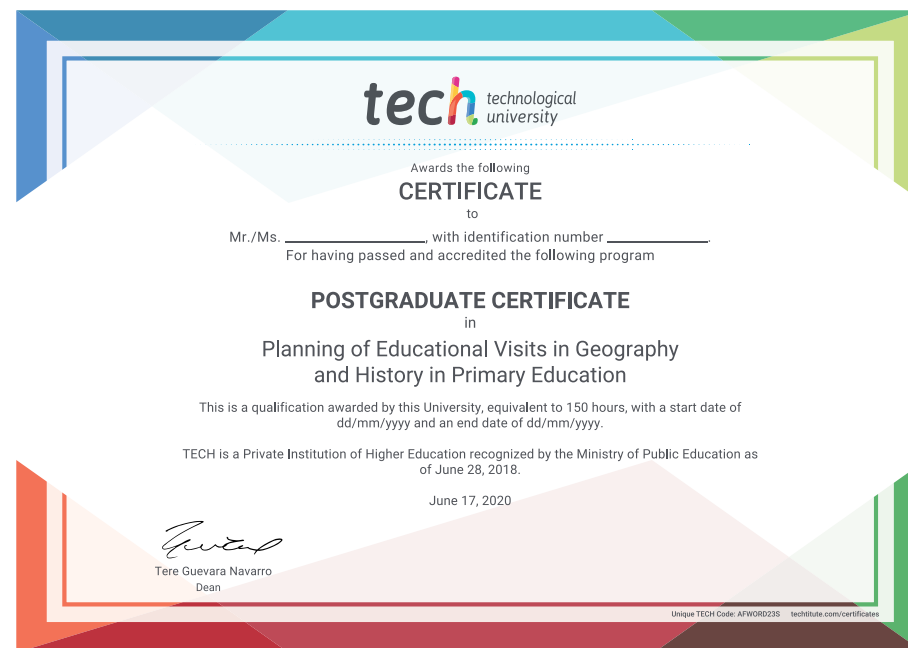 tech technological
university
Awards the following
CERTIFICATE
to
Mr./Ms. ____________________, with identification number ______________.
For having passed and accredited the following program
POSTGRADUATE CERTIFICATE
in
Planning of Educational Visits in Geography
and History in Primary Education
This is a qualification awarded by this University, equivalent to 150 hours, with a start date of
dd/mm/yyyy and an end date of dd/mm/yyyy.
TECH is a Private Institution of Higher Education recognized by the Ministry of Public Education as
of June 28, 2018.
June 17, 2020
Tere Guevara Navarro
Dean
Unique TECH Code: AFWORD23S techtitute.com/certificates